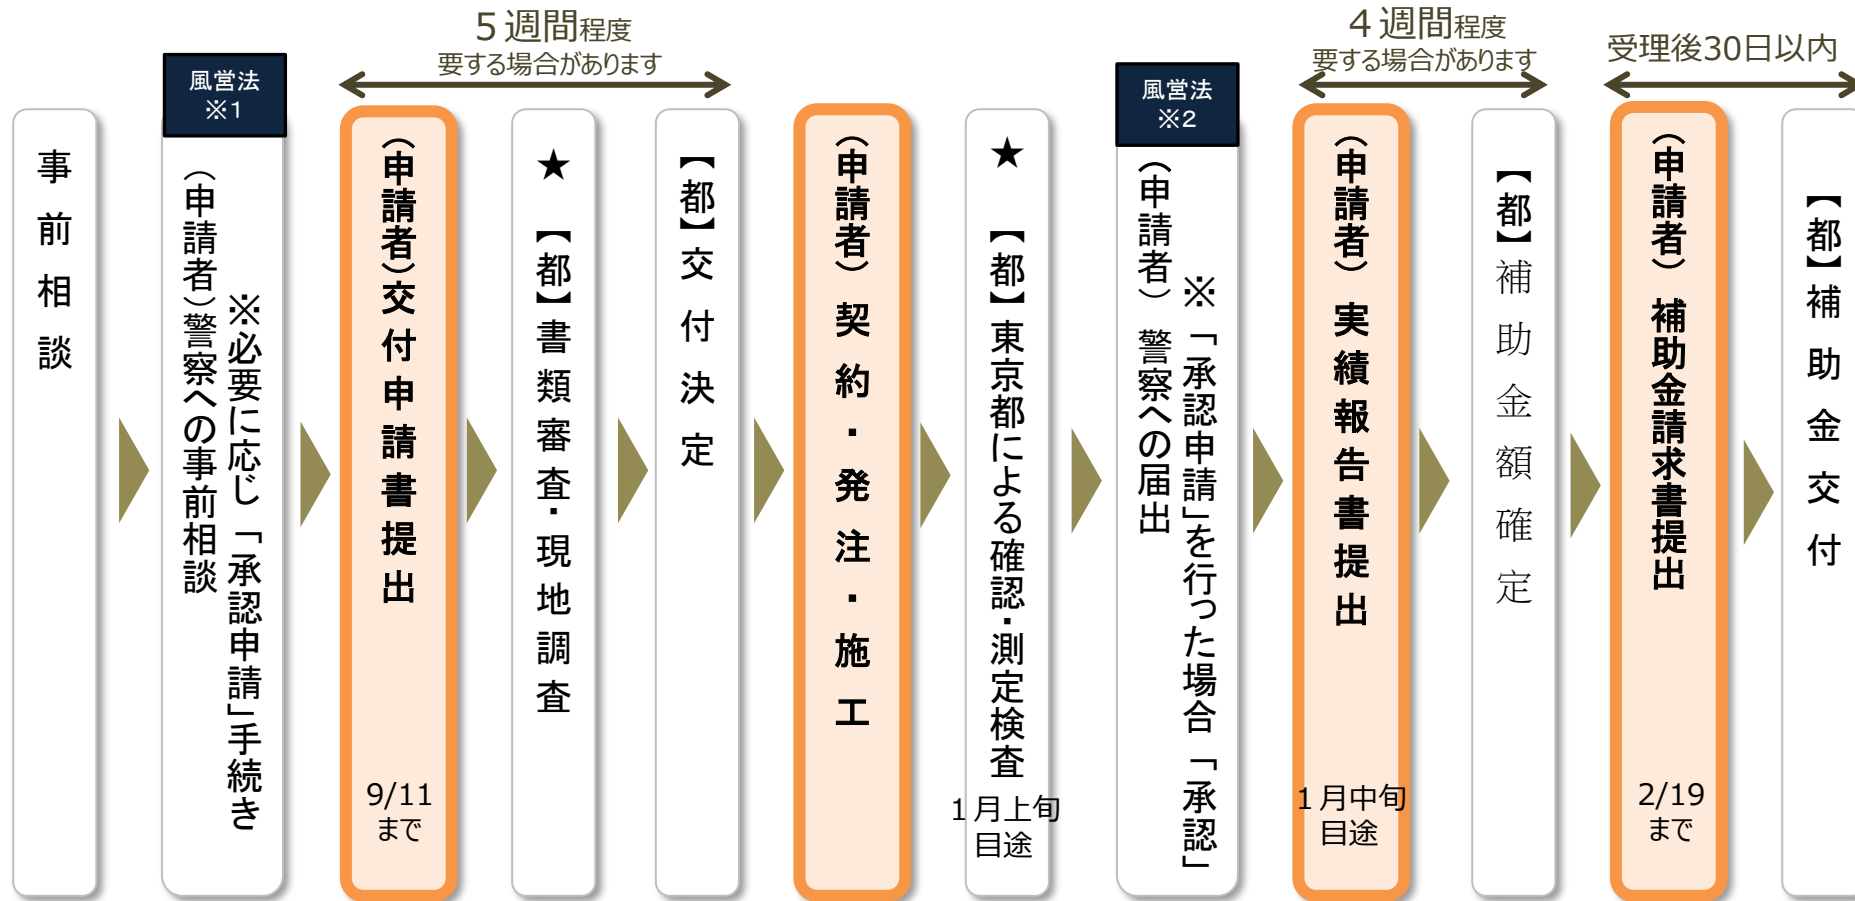 ５週間程度
要する場合があります
４週間程度
要する場合があります
受理後30日以内
事前相談
風営法
※1
（申請者）警察への事前相談
※必要に応じ「承認申請」手続き
（申請者）交付申請書提出
9/11
まで
★　【都】書類審査・現地調査
【都】交付決定
（申請者）契約・発注・施工
★　【都】東京都による確認・測定検査
１月上旬
目途
風営法
※2
（申請者）　警察への届出
※「承認申請」を行った場合「承認」
（申請者）実績報告書提出
１月中旬
目途
【都】補助金額確定
（申請者）補助金請求書提出
2/19
まで
【都】補助金交付